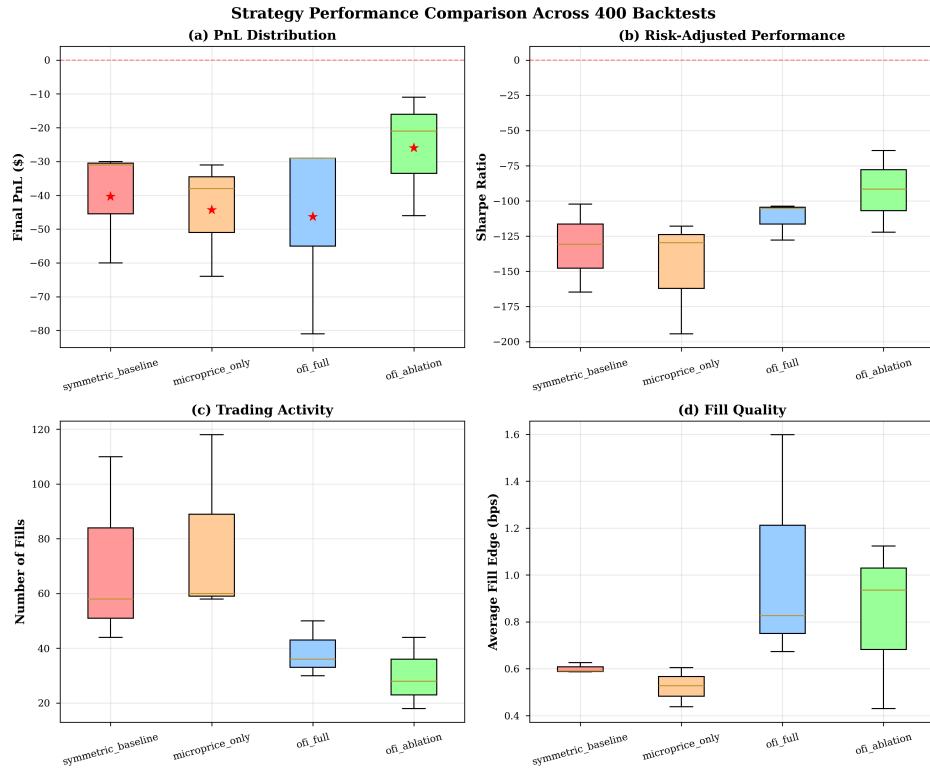 Strategy Performance Comparison Across 400 Backtests
(a) PnL Distribution
Final PnL ($)
0
−10
−20
−30
−40
−50
−60
−70
−80
symmetric_baseline
microprice_only
ofi_full
ofi_ablation
(b) Risk-Adjusted Performance
Sharpe Ratio
0
−25
−50
−75
−100
−125
−150
−175
−200
symmetric_baseline
microprice_only
ofi_full
ofi_ablation
(c) Trading Activity
Number of Fills
120
100
80
60
40
20
symmetric_baseline
microprice_only
ofi_full
ofi_ablation
(d) Fill Quality
Average Fill Edge (bps)
1.6
1.4
1.2
1.0
0.8
0.6
0.4
symmetric_baseline
microprice_only
ofi_full
ofi_ablation